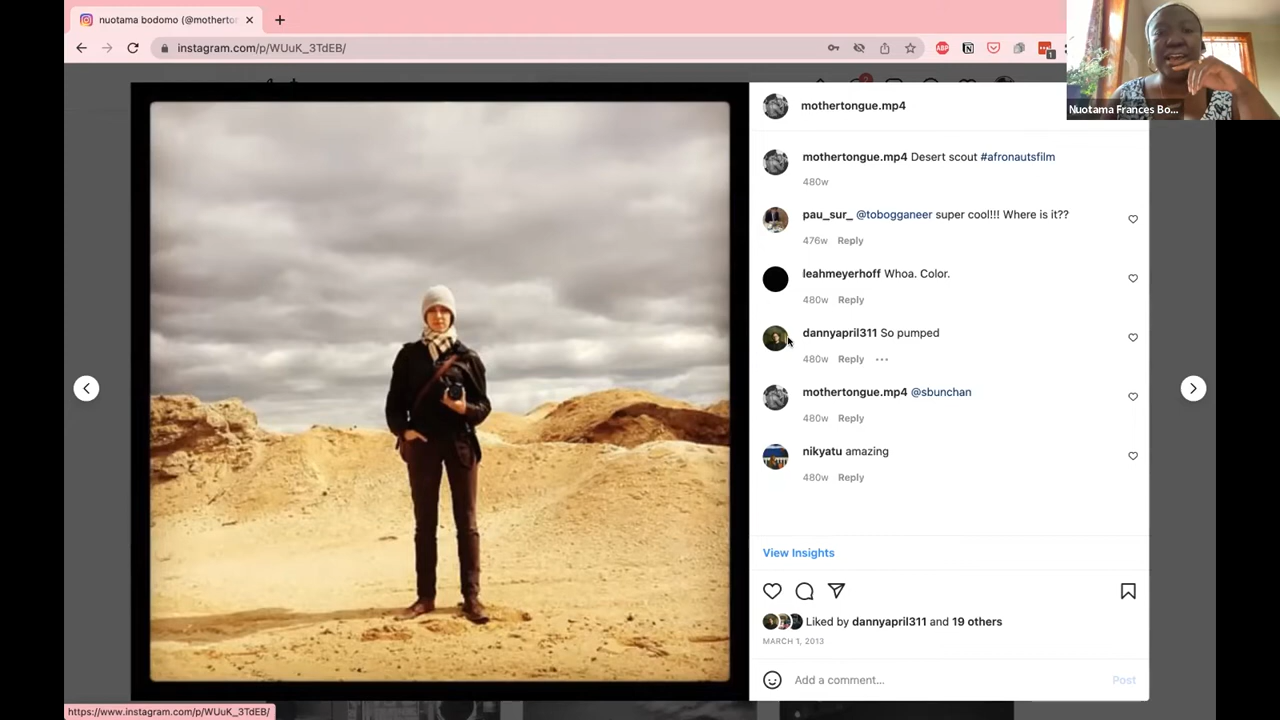 nuotama bodomo (@mothertor
instagram.com/p/WUuK_3TdEB/
ABP
1
Nuotama Frances Bo...
mothertongue.mp4
mothertongue.mp4 Desert scout #afronautsfilm
480w
pau_sur_ @tobogganeer super cool!!! Where is it??
476w Reply
leahmeyerhoff Whoa. Color.
480w Reply
dannyapril311 So pumped
480w Reply
mothertongue.mp4 @sbunchan
480w Reply
nikyatu amazing
480w Reply
View Insights
Liked by dannyapril311 and 19 others
MARCH 1, 2013
Add a comment...
Post
https://www.instagram.com/p/WUuK_3TdEB/